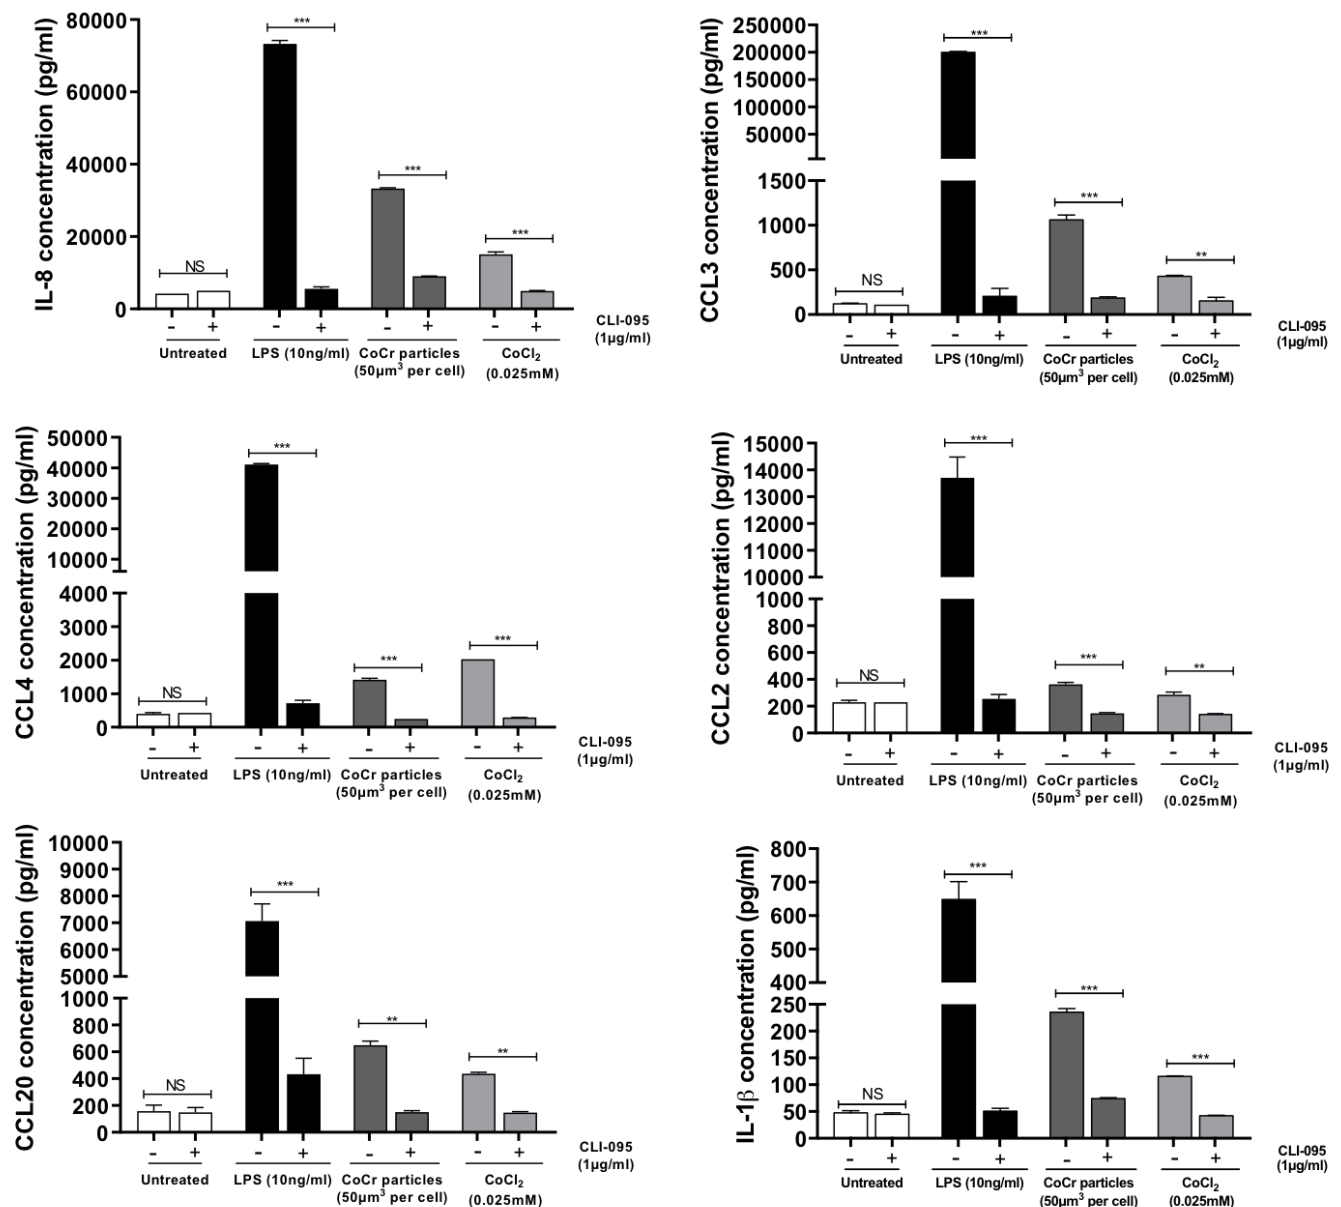 IL-8 concentration (pg/ml)
80000
60000
40000
20000
0
NS
***
***
***
- + - + - + - +
CLI-095
(1µg/ml)
Untreated LPS (10ng/ml) CoCr particles CoCl₂
(50µm³ per cell) (0.025mM)
CCL3 concentration (pg/ml)
250000
200000
150000
100000
50000
1500
1000
500
0
NS
***
***
**
- + - + - + - +
CLI-095
(1µg/ml)
Untreated LPS (10ng/ml) CoCr particles CoCl₂
(50µm³ per cell) (0.025mM)
CCL4 concentration (pg/ml)
50000
40000
30000
20000
10000
4000
3000
2000
1000
0
NS
***
***
***
- + - + - + - +
CLI-095
(1µg/ml)
Untreated LPS (10ng/ml) CoCr particles CoCl₂
(50µm³ per cell) (0.025mM)
CCL2 concentration (pg/ml)
15000
14000
13000
12000
11000
10000
1000
800
600
400
200
0
NS
***
***
**
- + - + - + - +
CLI-095
(1µg/ml)
Untreated LPS (10ng/ml) CoCr particles CoCl₂
(50µm³ per cell) (0.025mM)
CCL20 concentration (pg/ml)
10000
9000
8000
7000
6000
5000
1000
800
600
400
200
0
NS
***
**
**
- + - + - + - +
CLI-095
(1µg/ml)
Untreated LPS (10ng/ml) CoCr particles CoCl₂
(50µm³ per cell) (0.025mM)
IL-1β concentration (pg/ml)
800
700
600
500
400
250
200
150
100
50
0
NS
***
***
***
- + - + - + - +
CLI-095
(1µg/ml)
Untreated LPS (10ng/ml) CoCr particles CoCl₂
(50µm³ per cell) (0.025mM)